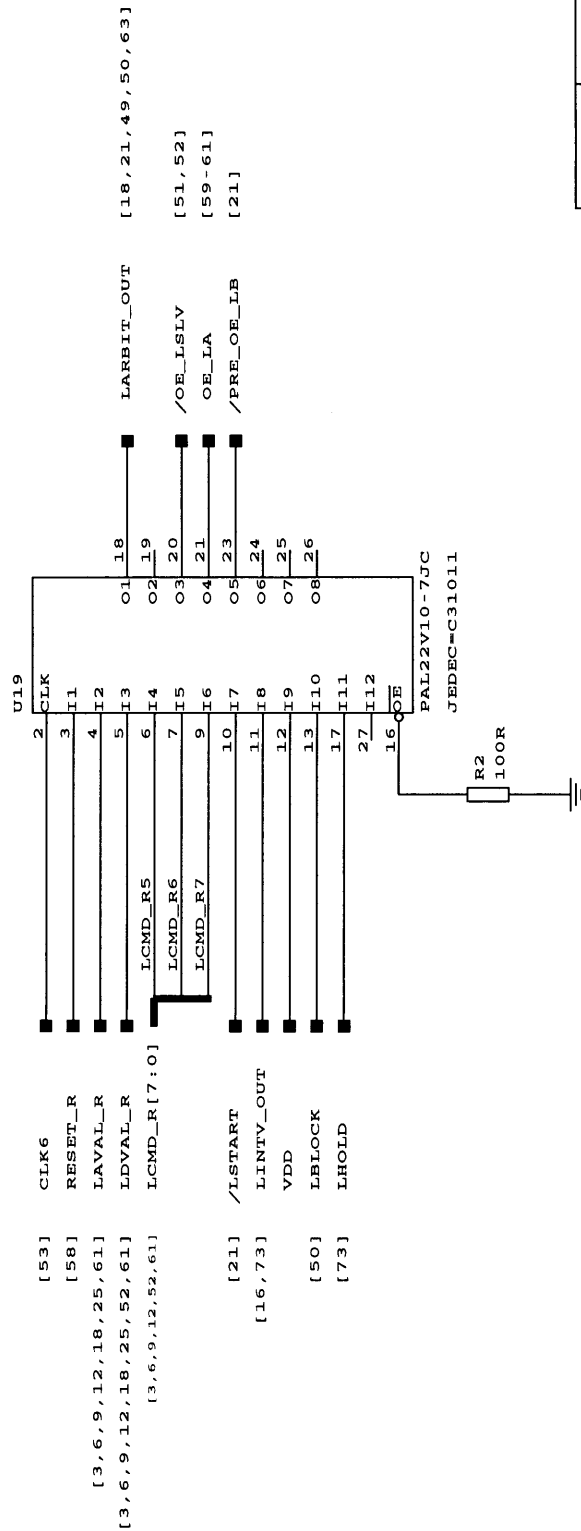 U19
[53] CLK6 2 CLK
[58] RESET_R 3 I1
[3,6,9,12,18,25,61] LAVAL_R 4 I2
[3,6,9,12,18,25,52,61] LDVAL_R 5 I3
[3,6,9,12,52,61] LCMD_R[7:0] LCMD_R5 6 I4
LCMD_R6 7 I5
LCMD_R7 9 I6
[21] /LSTART 10 I7
[16,73] LINTV_OUT 11 I8
VDD 12 I9
[50] LBLOCK 13 I10
[73] LHOLD 17 I11
27 I12
16 OE
O1 18 LARBIT_OUT [18,21,49,50,63]
O2 19
O3 20 /OE_LSLV [51,52]
O4 21 OE_LA [59-61]
O5 23 /PRE_OE_LB [21]
O6 24
O7 25
O8 26
PAL22V10-7JC
JEDEC=C31011
R2
100R